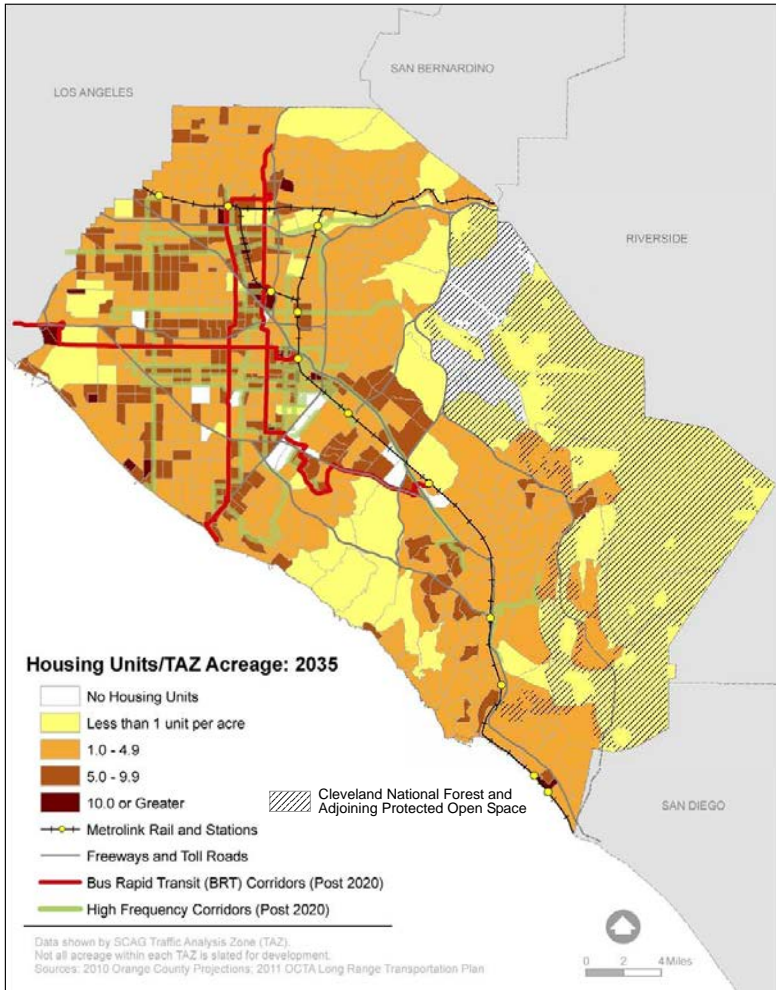 SAN BERNARDINO
LOS ANGELES
RIVERSIDE
Housing Units/TAZ Acreage: 2035
No Housing Units
Less than 1 unit per acre
1.0 - 4.9
5.0 - 9.9
10.0 or Greater
Cleveland National Forest and
Adjoining Protected Open Space
SAN DIEGO
Metrolink Rail and Stations
Freeways and Toll Roads
Bus Rapid Transit (BRT) Corridors (Post 2020)
High Frequency Corridors (Post 2020)
Data shown by SCAG Traffic Analysis Zone (TAZ).
Not all acreage within each TAZ is slated for development.
Sources: 2010 Orange County Projections; 2011 OCTA Long Range Transportation Plan
0 2 4 Miles